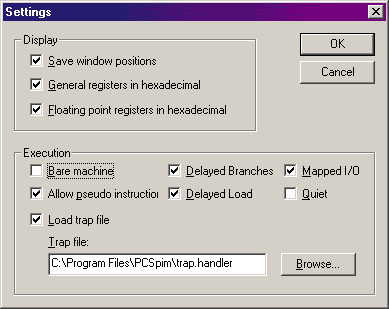 Settings
Display
Save window positions
General registers in hexadecimal
Floating point registers in hexadecimal
OK
Cancel
Execution
Bare machine
Delayed Branches
Mapped I/O
Allow pseudo instruction
Delayed Load
Quiet
Load trap file
Trap file:
C:\Program Files\PCSpim\trap.handler
Browse...